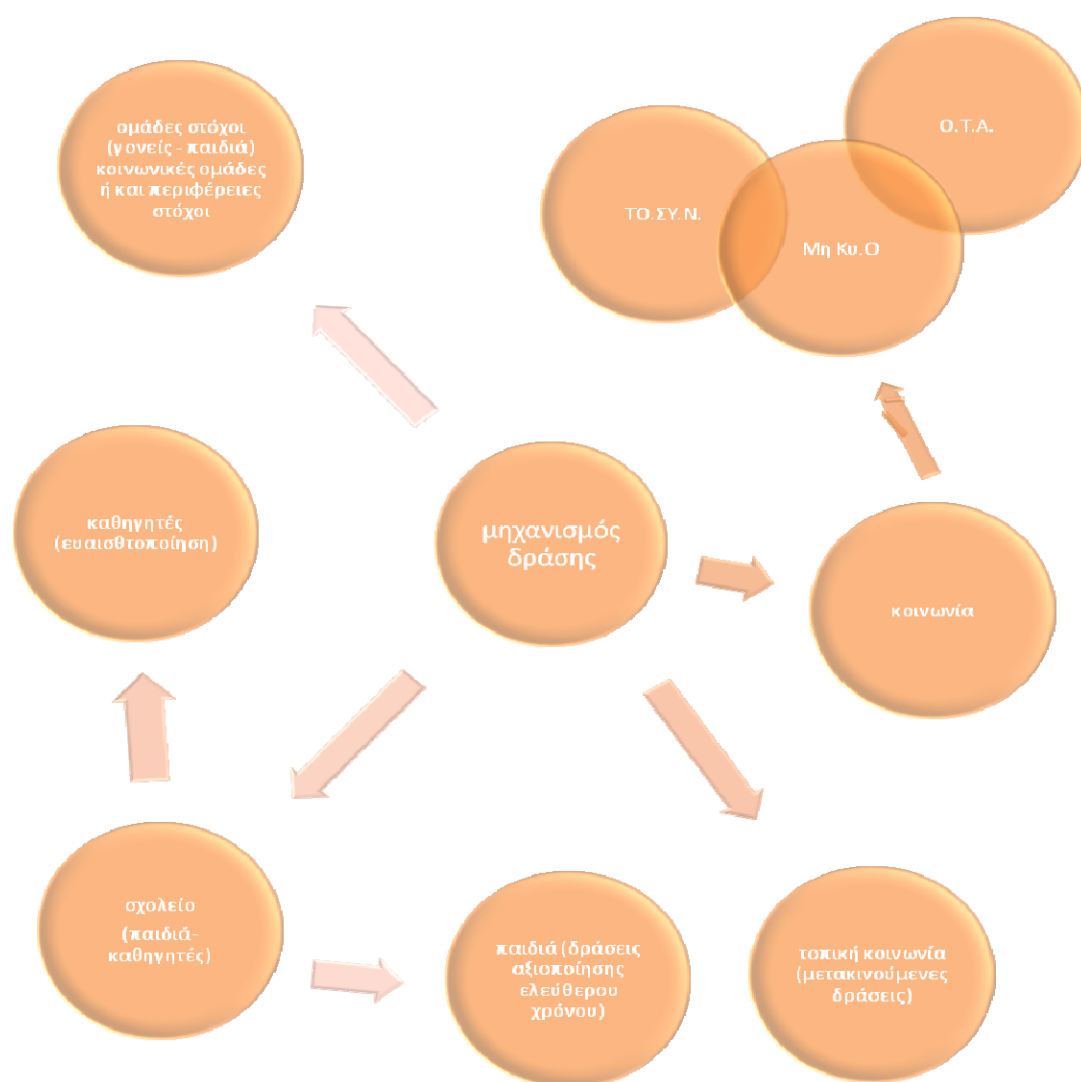 ομάδες στόχοι
(γονείς - παιδιά)
κοινωνικές ομάδες
ή και περιφέρειες
στόχοι
Ο.Τ.Α.
ΤΟ.ΣΥ.Ν.
Μη Κυ.Ο
καθηγητές
(ευαισθτοποίηση)
μηχανισμός
δράσης
κοινωνία
σχολείο
(παιδιά-
καθηγητές)
παιδιά (δράσεις
αξιοποίησης
ελεύθερου
χρόνου)
τοπική κοινωνία
(μετακινούμενες
δράσεις)